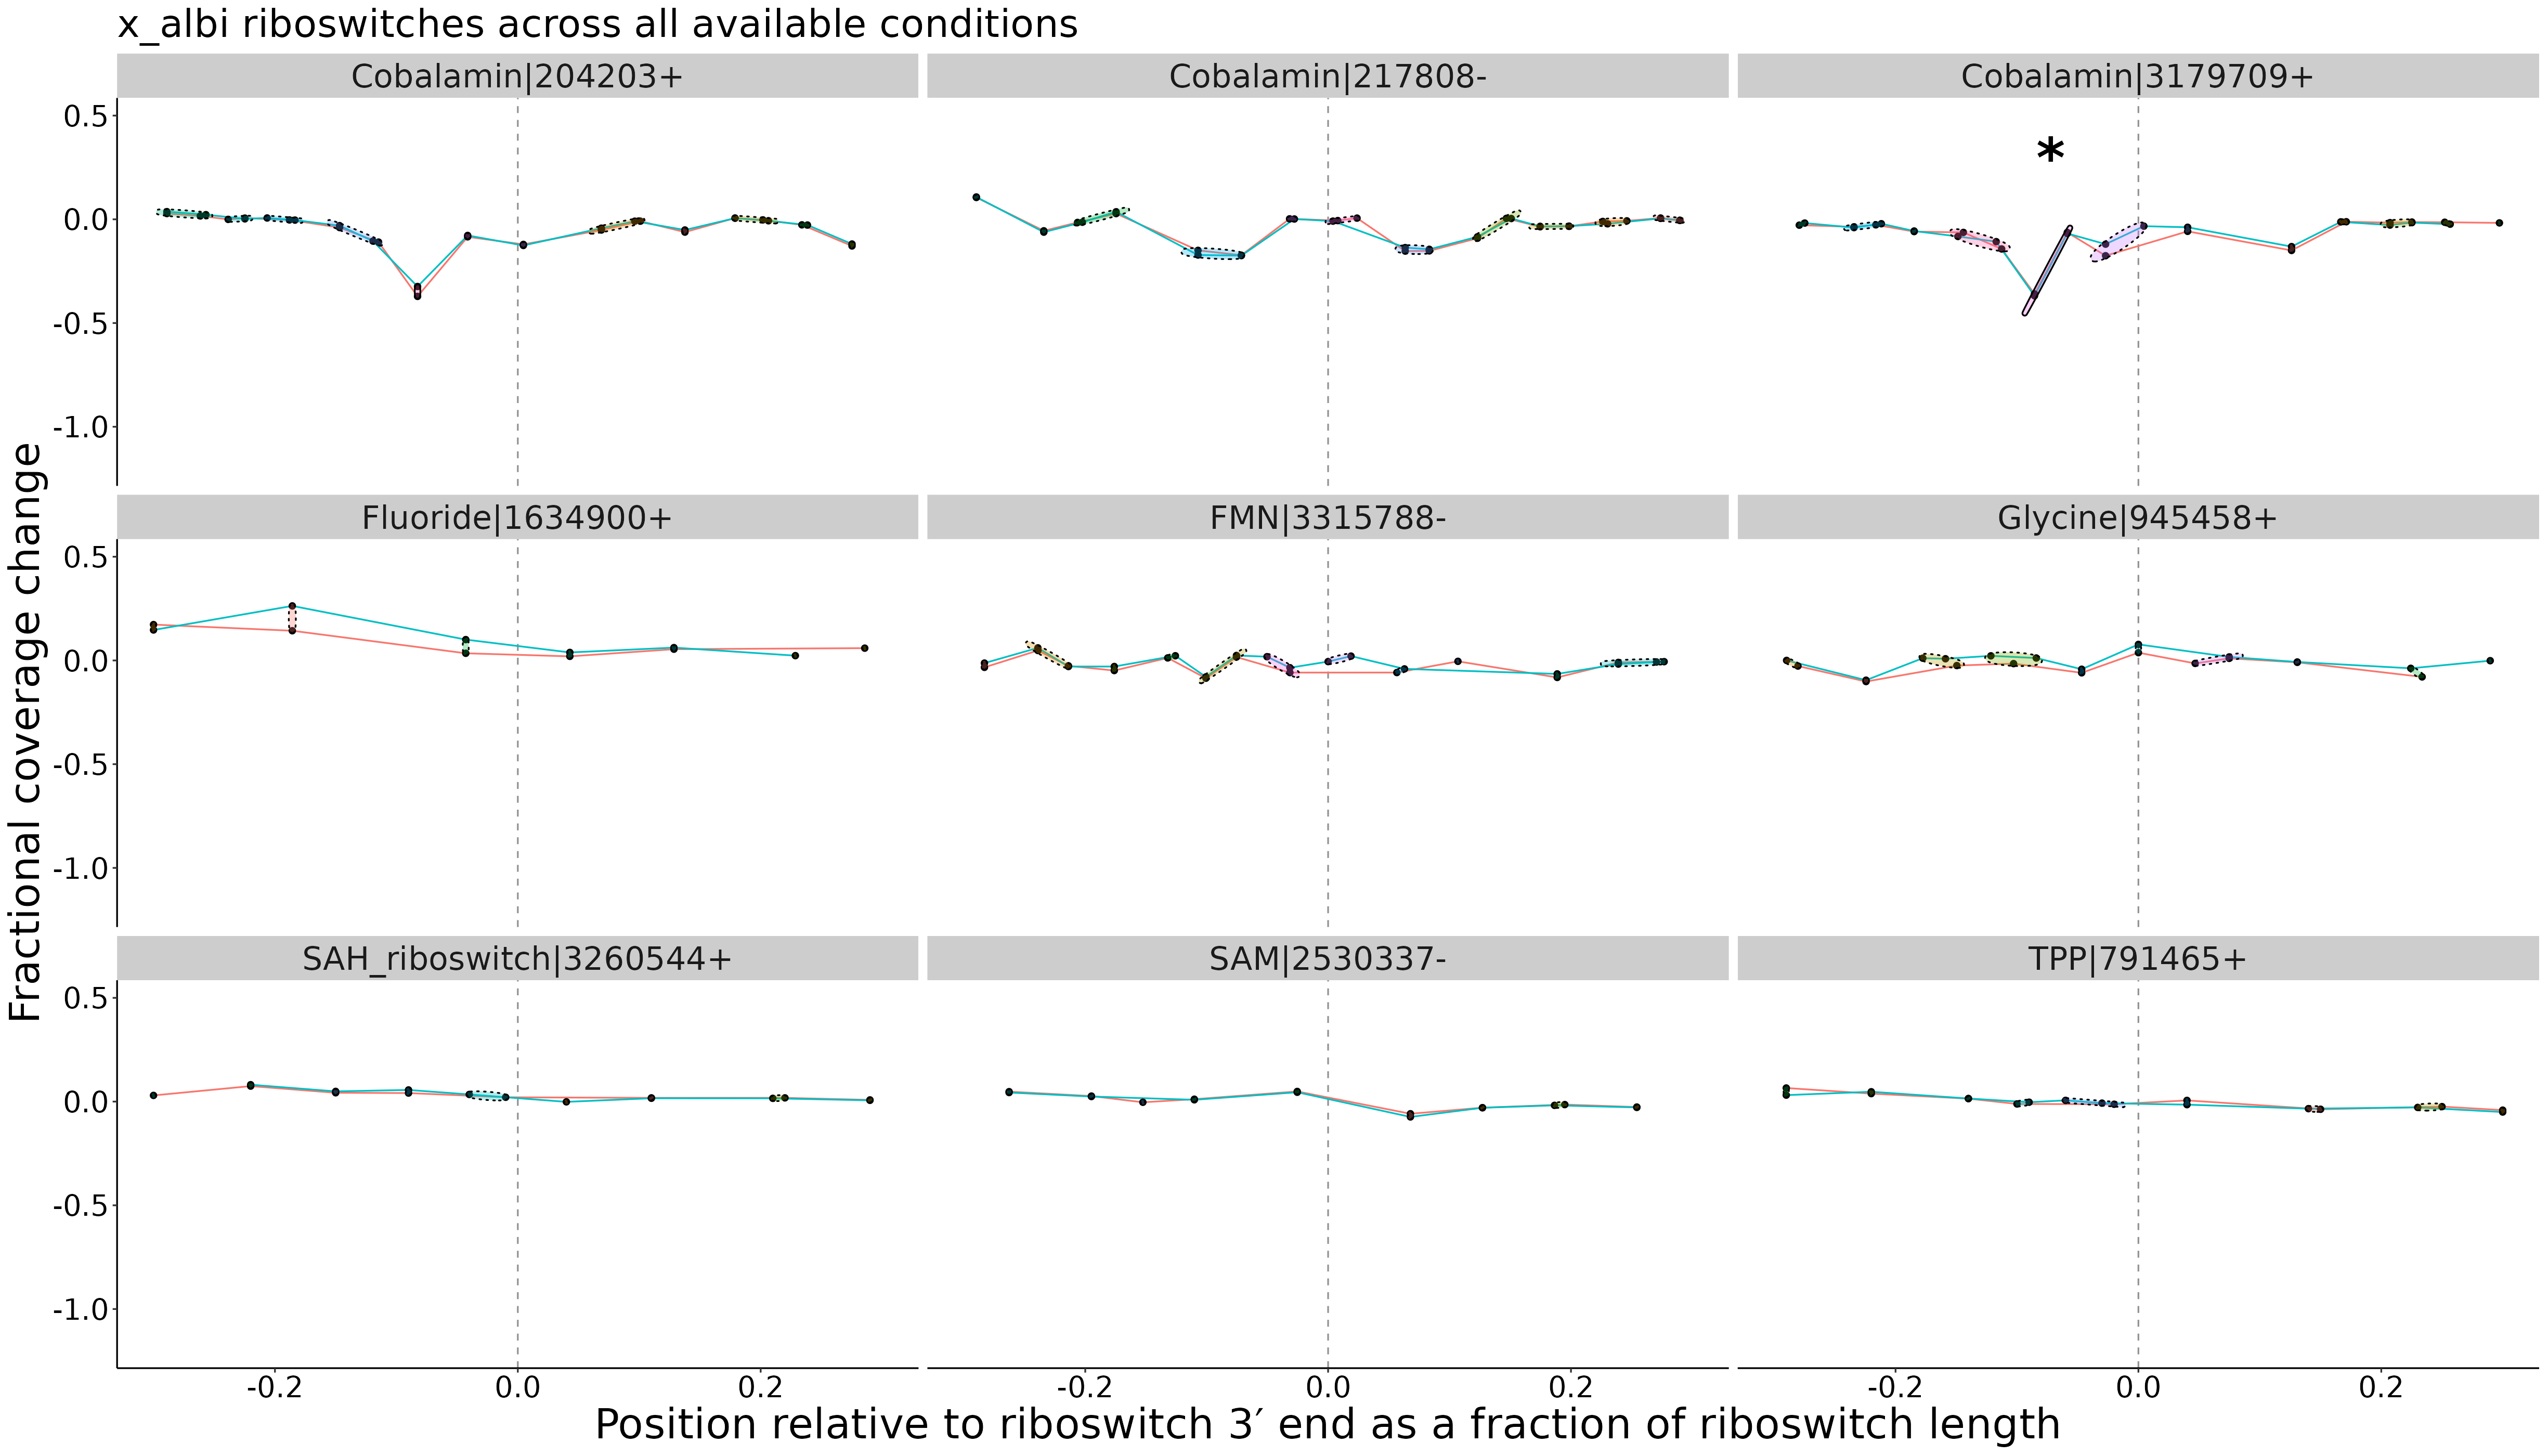 x_albi riboswitches across all available conditions
Cobalamin|204203+
Cobalamin|217808-
Cobalamin|3179709+
0.5
0.0
-0.5
-1.0
*
Fluoride|1634900+
FMN|3315788-
Glycine|945458+
0.5
0.0
-0.5
-1.0
SAH_riboswitch|3260544+
SAM|2530337-
TPP|791465+
0.5
0.0
-0.5
-1.0
-0.2 0.0 0.2
-0.2 0.0 0.2
-0.2 0.0 0.2
Position relative to riboswitch 3′ end as a fraction of riboswitch length
Fractional coverage change